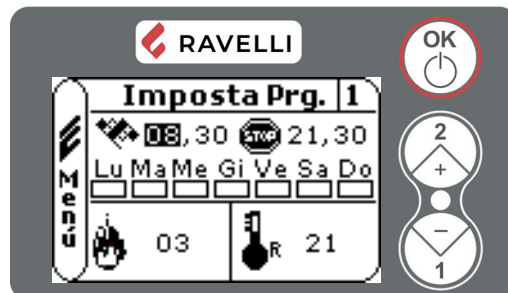 RAVELLI
OK
Imposta Prg. 1
08,30 STOP 21,30
Lu Ma Me Gi Ve Sa Do
Menú
03
R 21
2
+
−
1